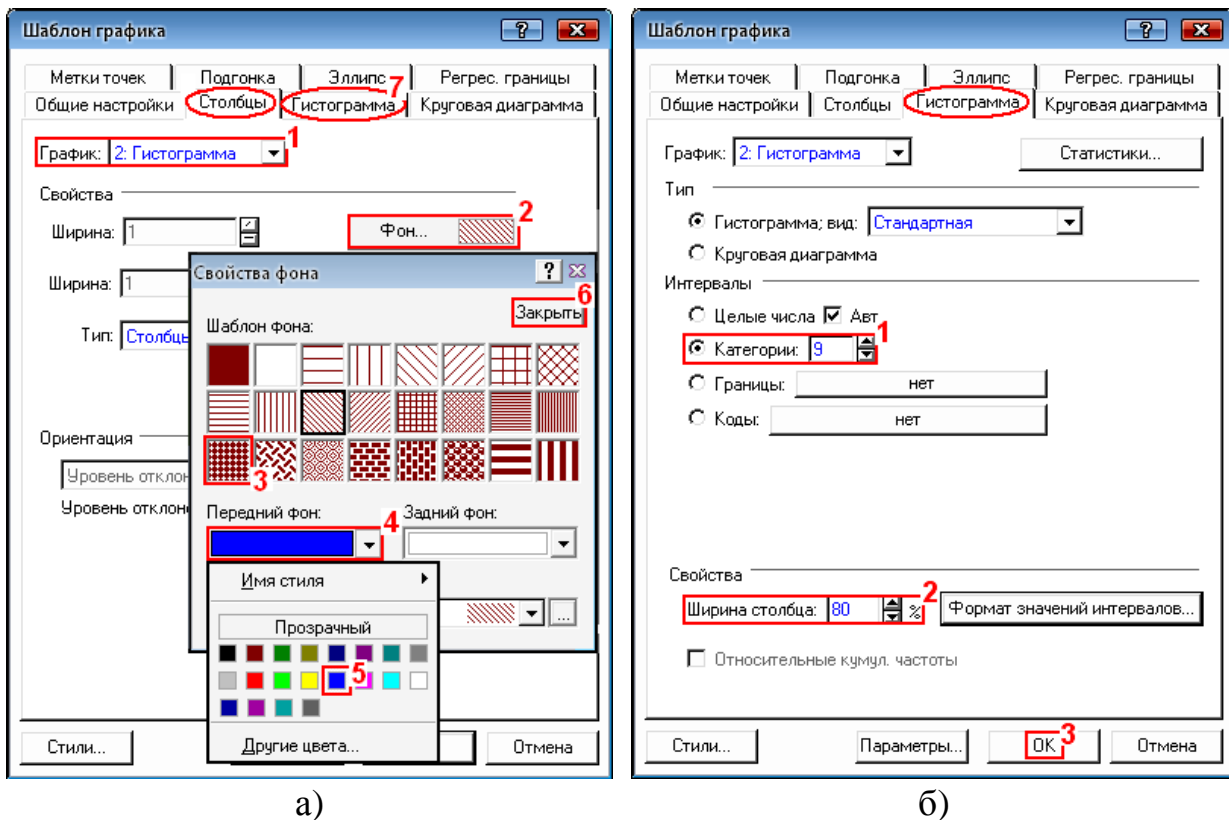 Шаблон графика
Метки точек Подгонка Эллипс 7 Регрес. границы
Общие настройки Столбцы Гистограмма Круговая диаграмма
График: 2: Гистограмма 1
Свойства
2
Ширина: 1 Фон...
Ширина: 1
Тип: Столбцы
Ориентация
Уровень откло
Уровень отклон
Свойства фона
6
Закрыть
Шаблон фона:
3
Передний фон: 4 Задний фон:
Имя стиля
Прозрачный
5
...
Другие цвета...
Стили... Отмена
а)
Шаблон графика
Метки точек Подгонка Эллипс Регрес. границы
Общие настройки Столбцы Гистограмма Круговая диаграмма
График: 2: Гистограмма Статистики...
Тип
Гистограмма; вид: Стандартная
Круговая диаграмма
Интервалы
Целые числа Авт
Категории: 9 1
Границы: нет
Коды: нет
Свойства
Ширина столбца: 80 % 2 Формат значений интервалов...
Относительные кумул. частоты
Стили... Параметры... OK 3 Отмена
б)